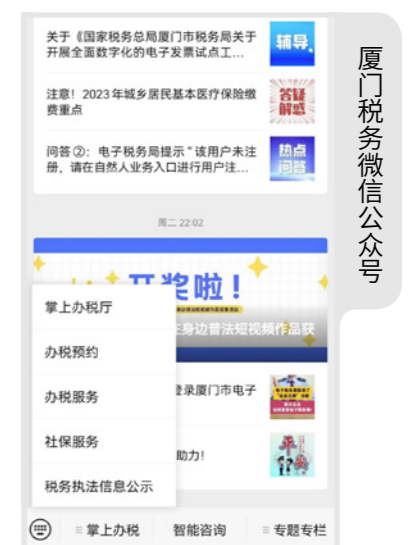 关于《国家税务总局厦门市税务局关于
开展全面数字化的电子发票试点工...
辅导
注意！2023年城乡居民基本医疗保险缴
费重点
答疑
解惑
问答②：电子税务局提示"该用户未注
册，请在自然人业务入口进行用户注...
热点
问答
周二 22:02
开奖啦！
在身边普法短视频作品获
掌上办税厅
办税预约
办税服务
社保服务
税务执法信息公示
登录厦门市电子
助力！
平安
掌上办税
智能咨询
专题专栏
厦门税务微信公众号